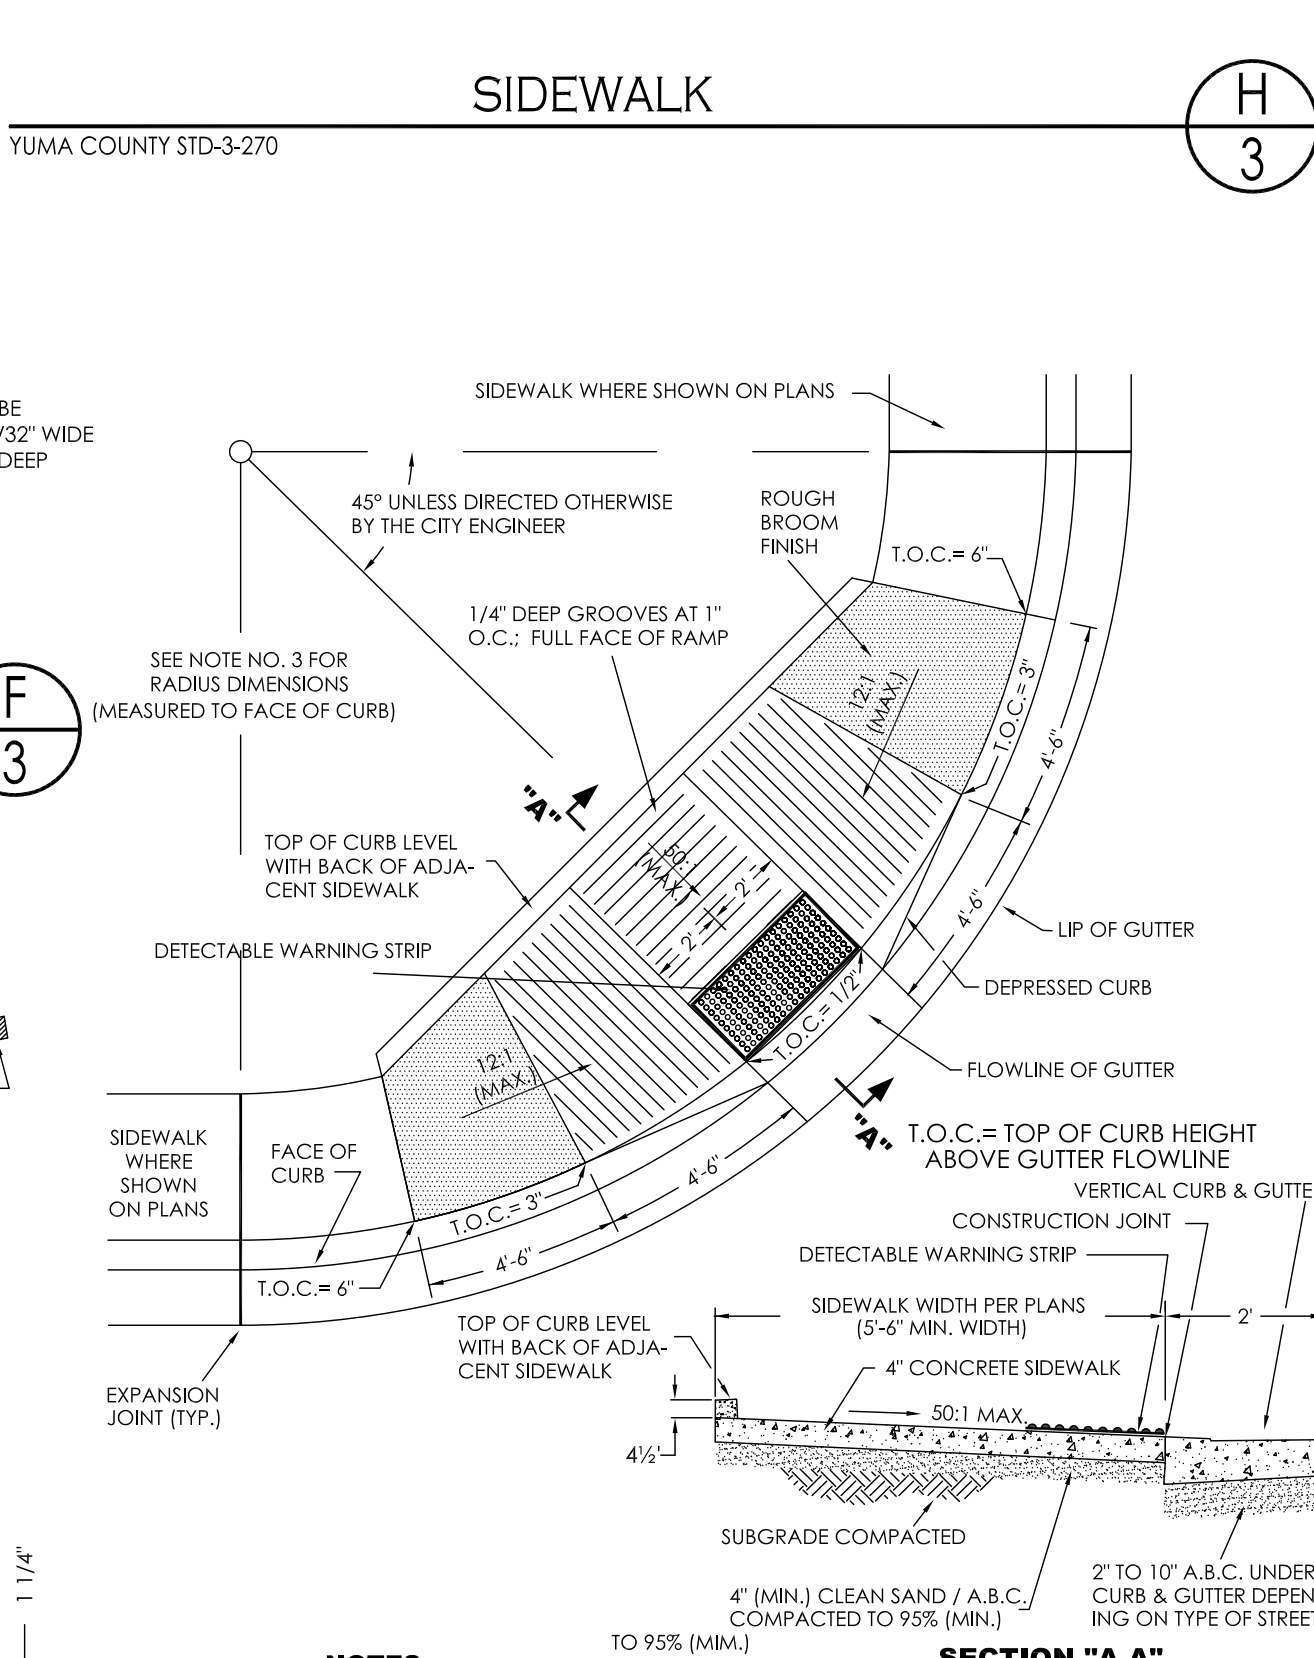 SIDEWALK
H
3
YUMA COUNTY STD-3-270
BE
/32" WIDE
DEEP
SIDEWALK WHERE SHOWN ON PLANS
45° UNLESS DIRECTED OTHERWISE
BY THE CITY ENGINEER
ROUGH
BROOM
FINISH
T.O.C.= 6"
1/4" DEEP GROOVES AT 1"
O.C.; FULL FACE OF RAMP
SEE NOTE NO. 3 FOR
RADIUS DIMENSIONS
(MEASURED TO FACE OF CURB)
F
3
12:1
(MAX.)
T.O.C.= 3"
4'-6"
"A"
TOP OF CURB LEVEL
WITH BACK OF ADJA-
CENT SIDEWALK
50:1
(MAX.)
2'
2'
4'-6"
LIP OF GUTTER
DETECTABLE WARNING STRIP
DEPRESSED CURB
T.O.C.= 1/2"
FLOWLINE OF GUTTER
12:1
(MAX.)
"A"
T.O.C.= TOP OF CURB HEIGHT
ABOVE GUTTER FLOWLINE
SIDEWALK
WHERE
SHOWN
ON PLANS
FACE OF
CURB
4'-6"
T.O.C.= 3"
4'-6"
T.O.C.= 6"
VERTICAL CURB & GUTTE
CONSTRUCTION JOINT
DETECTABLE WARNING STRIP
SIDEWALK WIDTH PER PLANS
(5'-6" MIN. WIDTH)
2'
TOP OF CURB LEVEL
WITH BACK OF ADJA-
CENT SIDEWALK
4" CONCRETE SIDEWALK
EXPANSION
JOINT (TYP.)
50:1 MAX.
4½'
SUBGRADE COMPACTED
1 1/4"
4" (MIN.) CLEAN SAND / A.B.C.
COMPACTED TO 95% (MIN.)
2" TO 10" A.B.C. UNDER
CURB & GUTTER DEPEN
ING ON TYPE OF STREET
TO 95% (MIM.)
NOTES
SECTION "A-A"